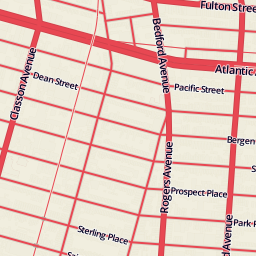 Fulton Street
Bedford Avenue
Atlantic
Classon Avenue
Dean Street
Pacific Street
Bergen
Rogers Avenue
Prospect Place
Park
Avenue
Sterling Place